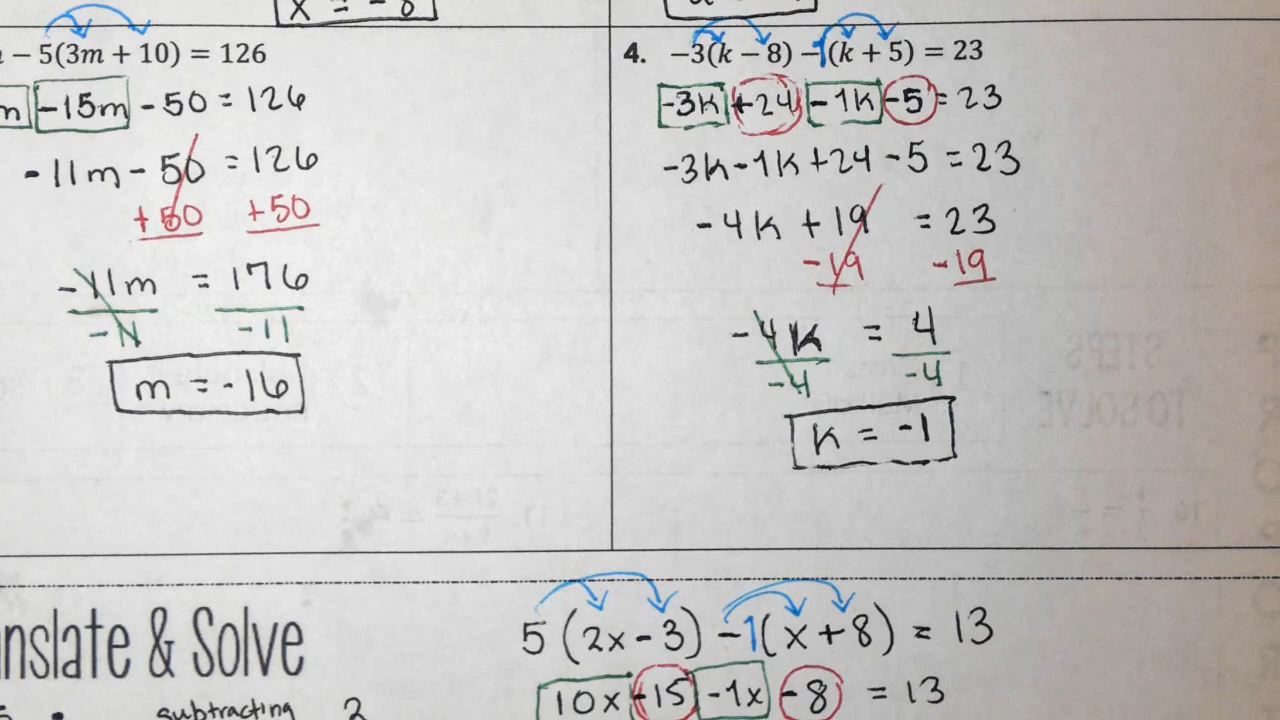 x = -8
− 5(3m + 10) = 126
-15m - 50 = 126
-11m - 50 = 126
+50 +50
-11m = 176
-11 -11
m = -16
4. −3(k − 8) −1(k + 5) = 23
-3k +24 -1k -5 = 23
-3k-1k+24-5 =23
-4k + 19 = 23
-19 -19
-4k = 4
-4 -4
k = -1
nslate & Solve
subtracting
5(2x-3) -1(x+8) = 13
10x -15 -1x -8 = 13